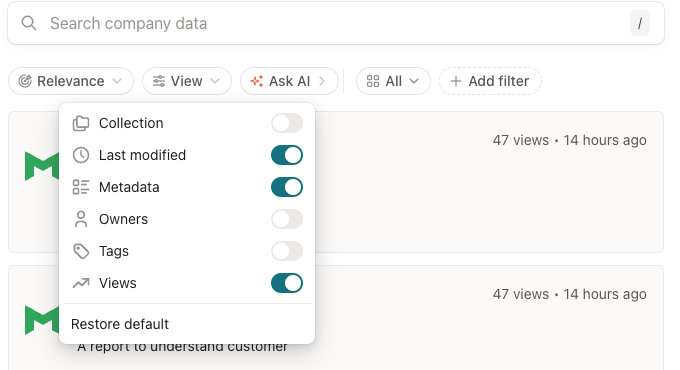 Search company data /
Relevance View Ask AI All + Add filter
Collection
47 views • 14 hours ago
Last modified
Metadata
Owners
Tags
Views
47 views • 14 hours ago
Restore default
A report to understand customer